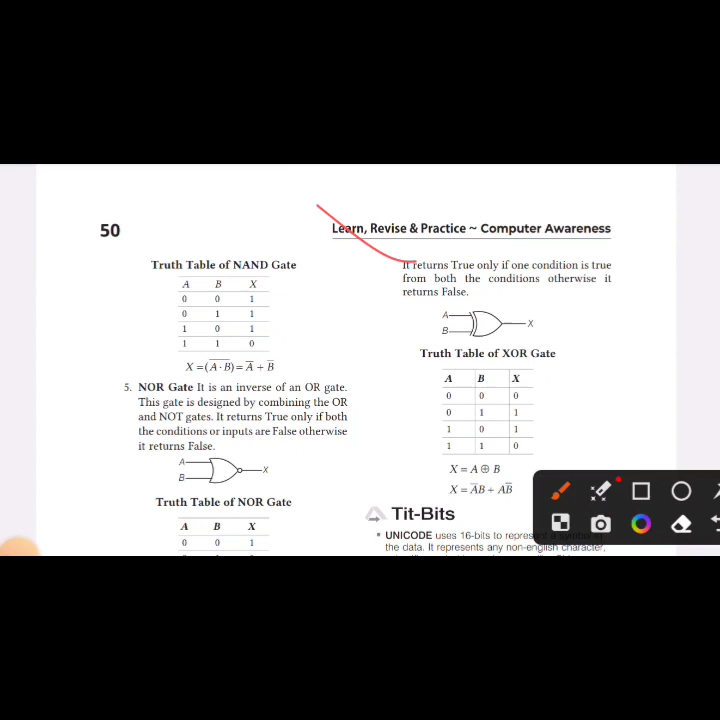 50
Learn, Revise & Practice ~ Computer Awareness
Truth Table of NAND Gate
A B X
0 0 1
0 1 1
1 0 1
1 1 0
X = (A̅ ·̅ B̅) = A̅ + B̅
5. NOR Gate It is an inverse of an OR gate.
This gate is designed by combining the OR
and NOT gates. It returns True only if both
the conditions or inputs are False otherwise
it returns False.
A
B
X
Truth Table of NOR Gate
A B X
0 0 1
It returns True only if one condition is true
from both the conditions otherwise it
returns False.
A
B
X
Truth Table of XOR Gate
A B X
0 0 0
0 1 1
1 0 1
1 1 0
X = A ⊕ B
X = A̅B + AB̅
Tit-Bits
▪ UNICODE uses 16-bits to represent a symbol
the data. It represents any non-english character,